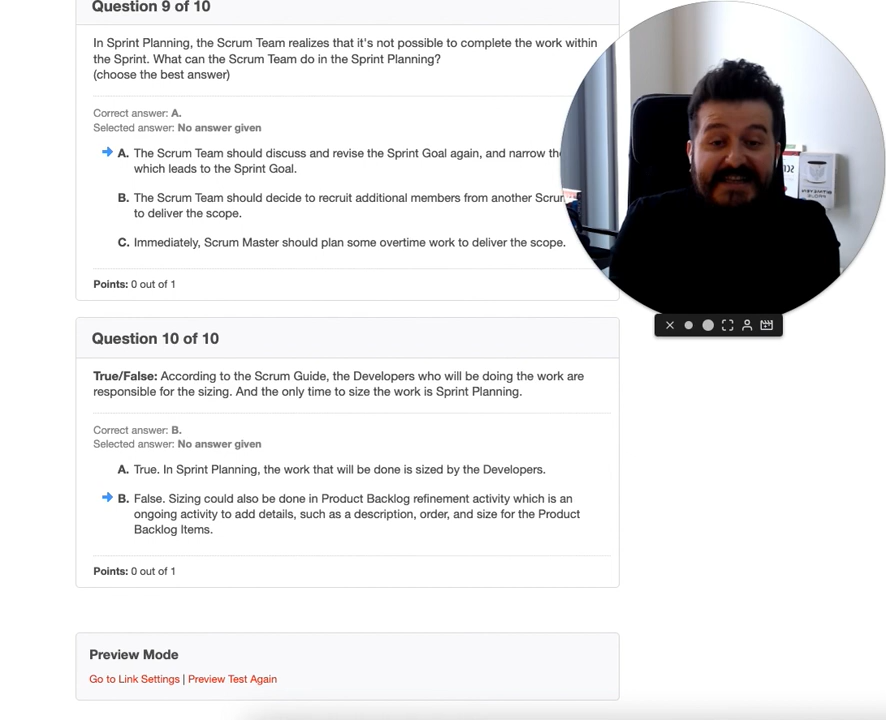 Question 9 of 10
In Sprint Planning, the Scrum Team realizes that it's not possible to complete the work within
the Sprint. What can the Scrum Team do in the Sprint Planning?
(choose the best answer)
Correct answer: A.
Selected answer: No answer given
A. The Scrum Team should discuss and revise the Sprint Goal again, and narrow
which leads to the Sprint Goal.
B. The Scrum Team should decide to recruit additional members from another
to deliver the scope.
C. Immediately, Scrum Master should plan some overtime work to deliver the scope.
Points: 0 out of 1
Question 10 of 10
True/False: According to the Scrum Guide, the Developers who will be doing the work are
responsible for the sizing. And the only time to size the work is Sprint Planning.
Correct answer: B.
Selected answer: No answer given
A. True. In Sprint Planning, the work that will be done is sized by the Developers.
B. False. Sizing could also be done in Product Backlog refinement activity which is an
ongoing activity to add details, such as a description, order, and size for the Product
Backlog Items.
Points: 0 out of 1
Preview Mode
Go to Link Settings | Preview Test Again